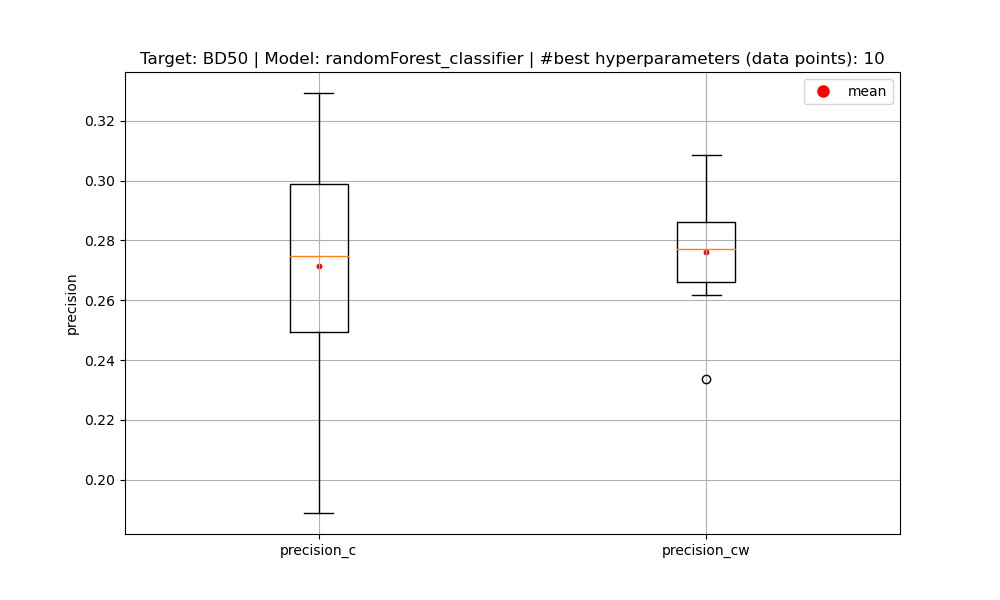 Target: BD50 | Model: randomForest_classifier | #best hyperparameters (data points): 10
mean
0.32
0.30
0.28
0.26
0.24
0.22
0.20
precision
precision_c
precision_cw